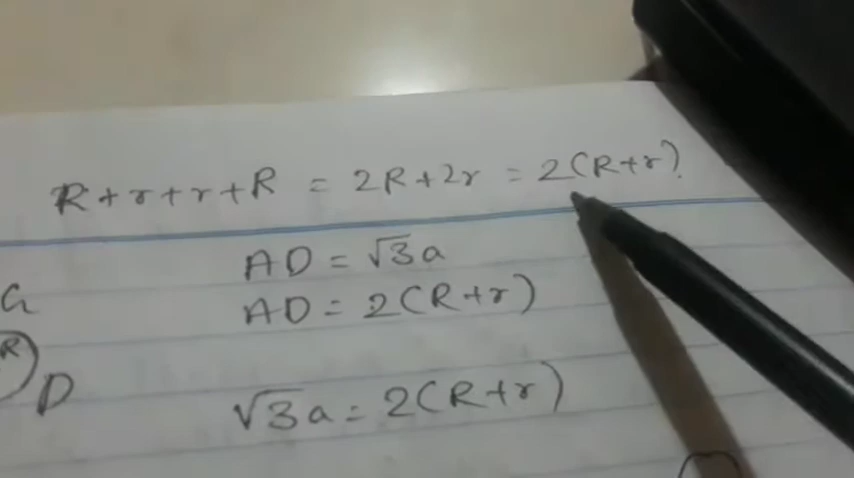 R+r+r+R = 2R+2r = 2(R+r).
AD = √3a
a
AD = 2(R+r)
R
D
√3a = 2(R+r)